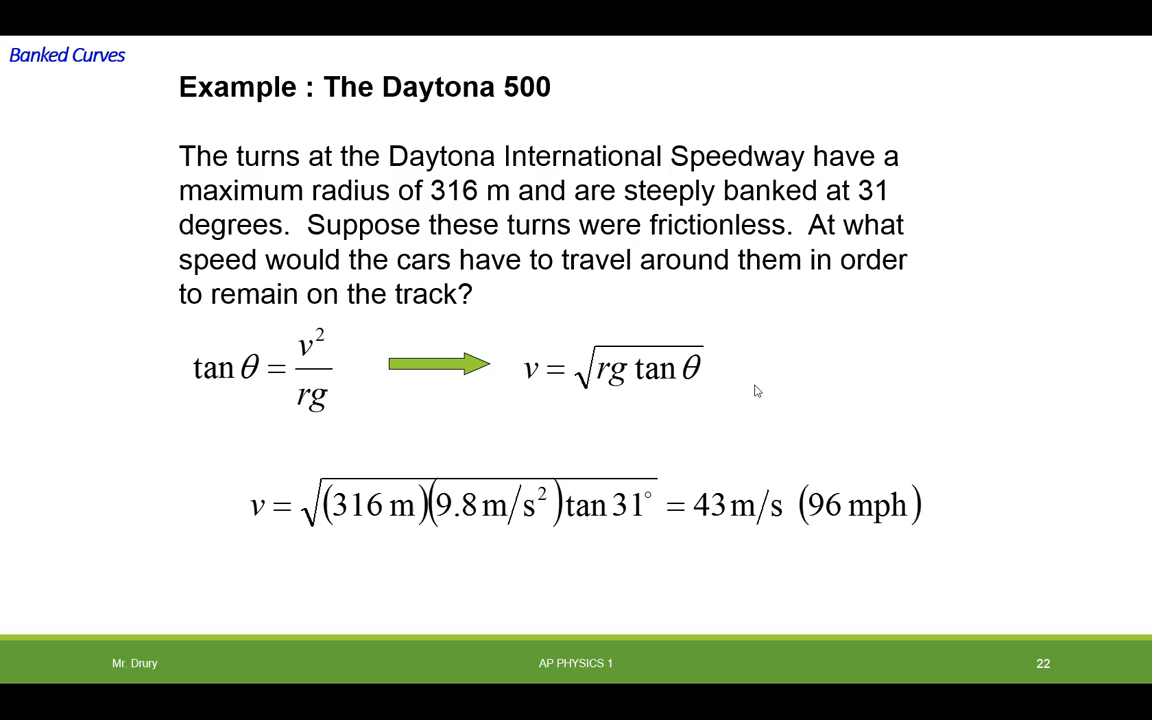 Banked Curves
Example : The Daytona 500
The turns at the Daytona International Speedway have a
maximum radius of 316 m and are steeply banked at 31
degrees.  Suppose these turns were frictionless.  At what
speed would the cars have to travel around them in order
to remain on the track?
tan θ = v²/rg    v = √(rg tan θ)
v = √((316 m)(9.8 m/s²) tan 31°) = 43 m/s (96 mph)
Mr. Drury    AP PHYSICS 1    22